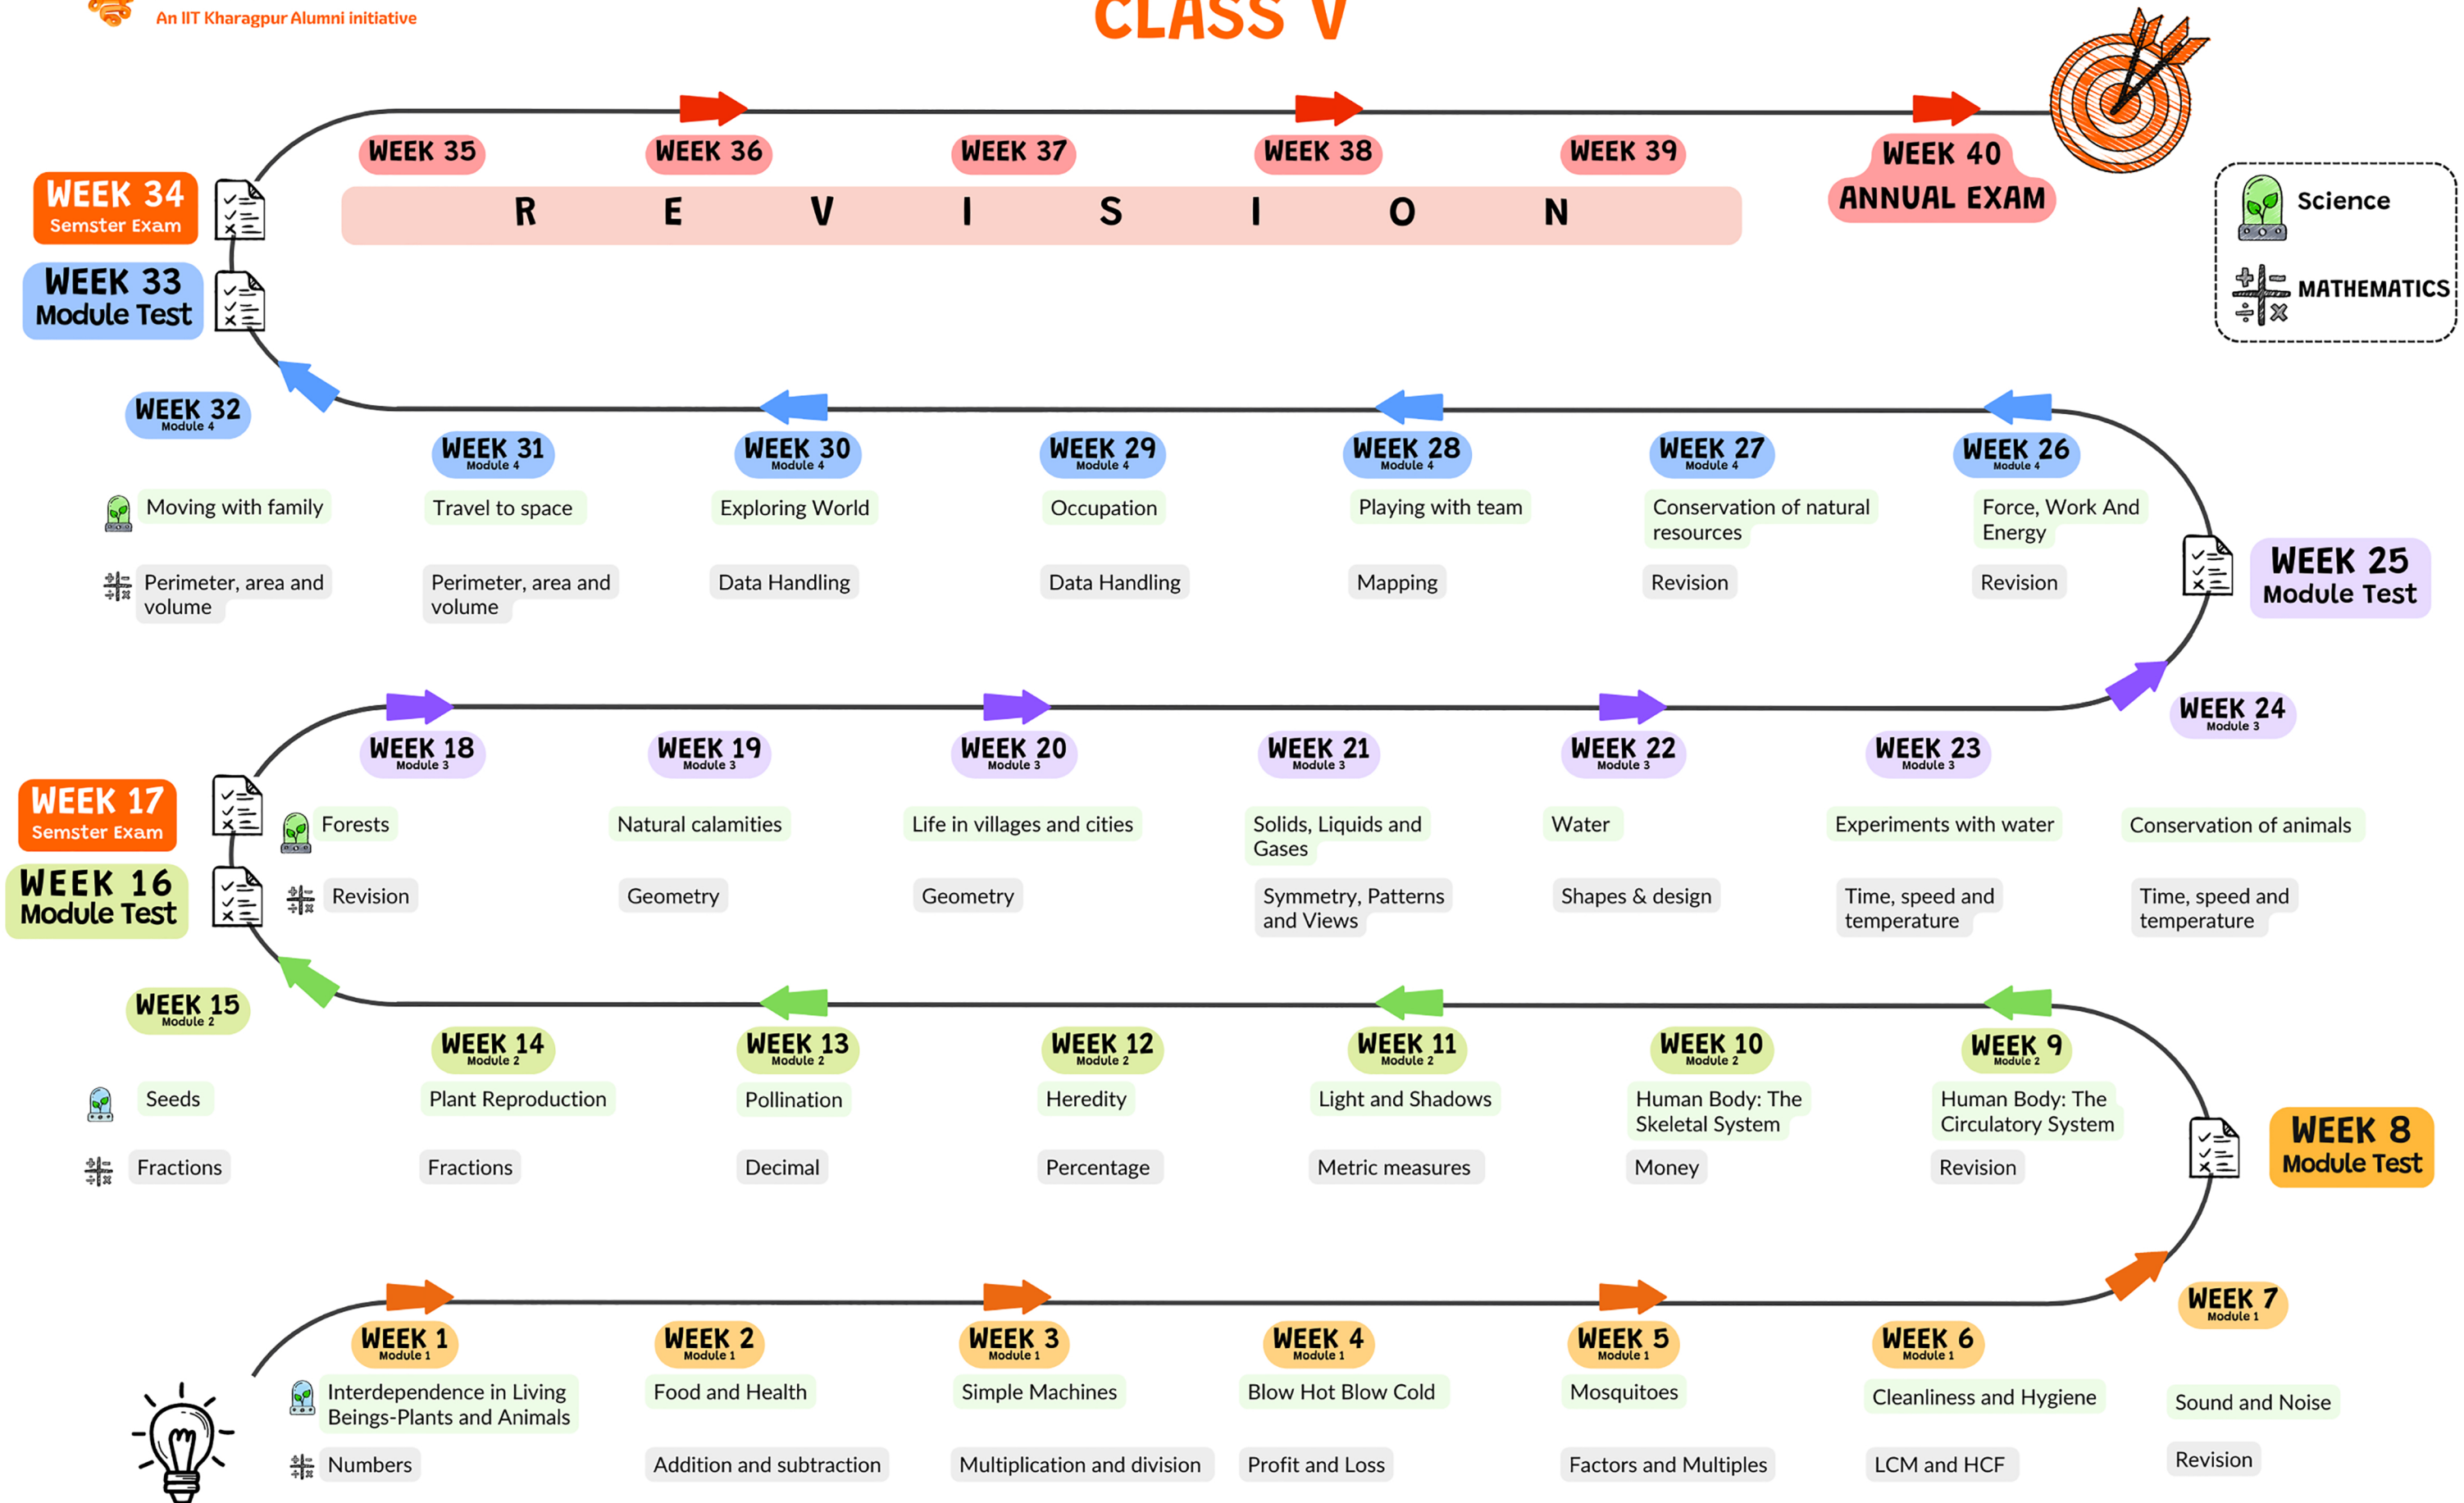 An IIT Kharagpur Alumni initiative
CLASS V
WEEK 35
WEEK 36
WEEK 37
WEEK 38
WEEK 39
WEEK 40
ANNUAL EXAM
R E V I S I O N
Science
MATHEMATICS
WEEK 34
Semster Exam
WEEK 33
Module Test
WEEK 32
Module 4
WEEK 31
Module 4
WEEK 30
Module 4
WEEK 29
Module 4
WEEK 28
Module 4
WEEK 27
Module 4
WEEK 26
Module 4
Moving with family
Travel to space
Exploring World
Occupation
Playing with team
Conservation of natural
resources
Force, Work And
Energy
Perimeter, area and
volume
Perimeter, area and
volume
Data Handling
Data Handling
Mapping
Revision
Revision
WEEK 25
Module Test
WEEK 24
Module 3
WEEK 18
Module 3
WEEK 19
Module 3
WEEK 20
Module 3
WEEK 21
Module 3
WEEK 22
Module 3
WEEK 23
Module 3
WEEK 17
Semster Exam
WEEK 16
Module Test
Forests
Natural calamities
Life in villages and cities
Solids, Liquids and
Gases
Water
Experiments with water
Conservation of animals
Revision
Geometry
Geometry
Symmetry, Patterns
and Views
Shapes & design
Time, speed and
temperature
Time, speed and
temperature
WEEK 15
Module 2
WEEK 14
Module 2
WEEK 13
Module 2
WEEK 12
Module 2
WEEK 11
Module 2
WEEK 10
Module 2
WEEK 9
Module 2
Seeds
Plant Reproduction
Pollination
Heredity
Light and Shadows
Human Body: The
Skeletal System
Human Body: The
Circulatory System
Fractions
Fractions
Decimal
Percentage
Metric measures
Money
Revision
WEEK 8
Module Test
WEEK 7
Module 1
WEEK 1
Module 1
WEEK 2
Module 1
WEEK 3
Module 1
WEEK 4
Module 1
WEEK 5
Module 1
WEEK 6
Module 1
Interdependence in Living
Beings-Plants and Animals
Food and Health
Simple Machines
Blow Hot Blow Cold
Mosquitoes
Cleanliness and Hygiene
Sound and Noise
Numbers
Addition and subtraction
Multiplication and division
Profit and Loss
Factors and Multiples
LCM and HCF
Revision